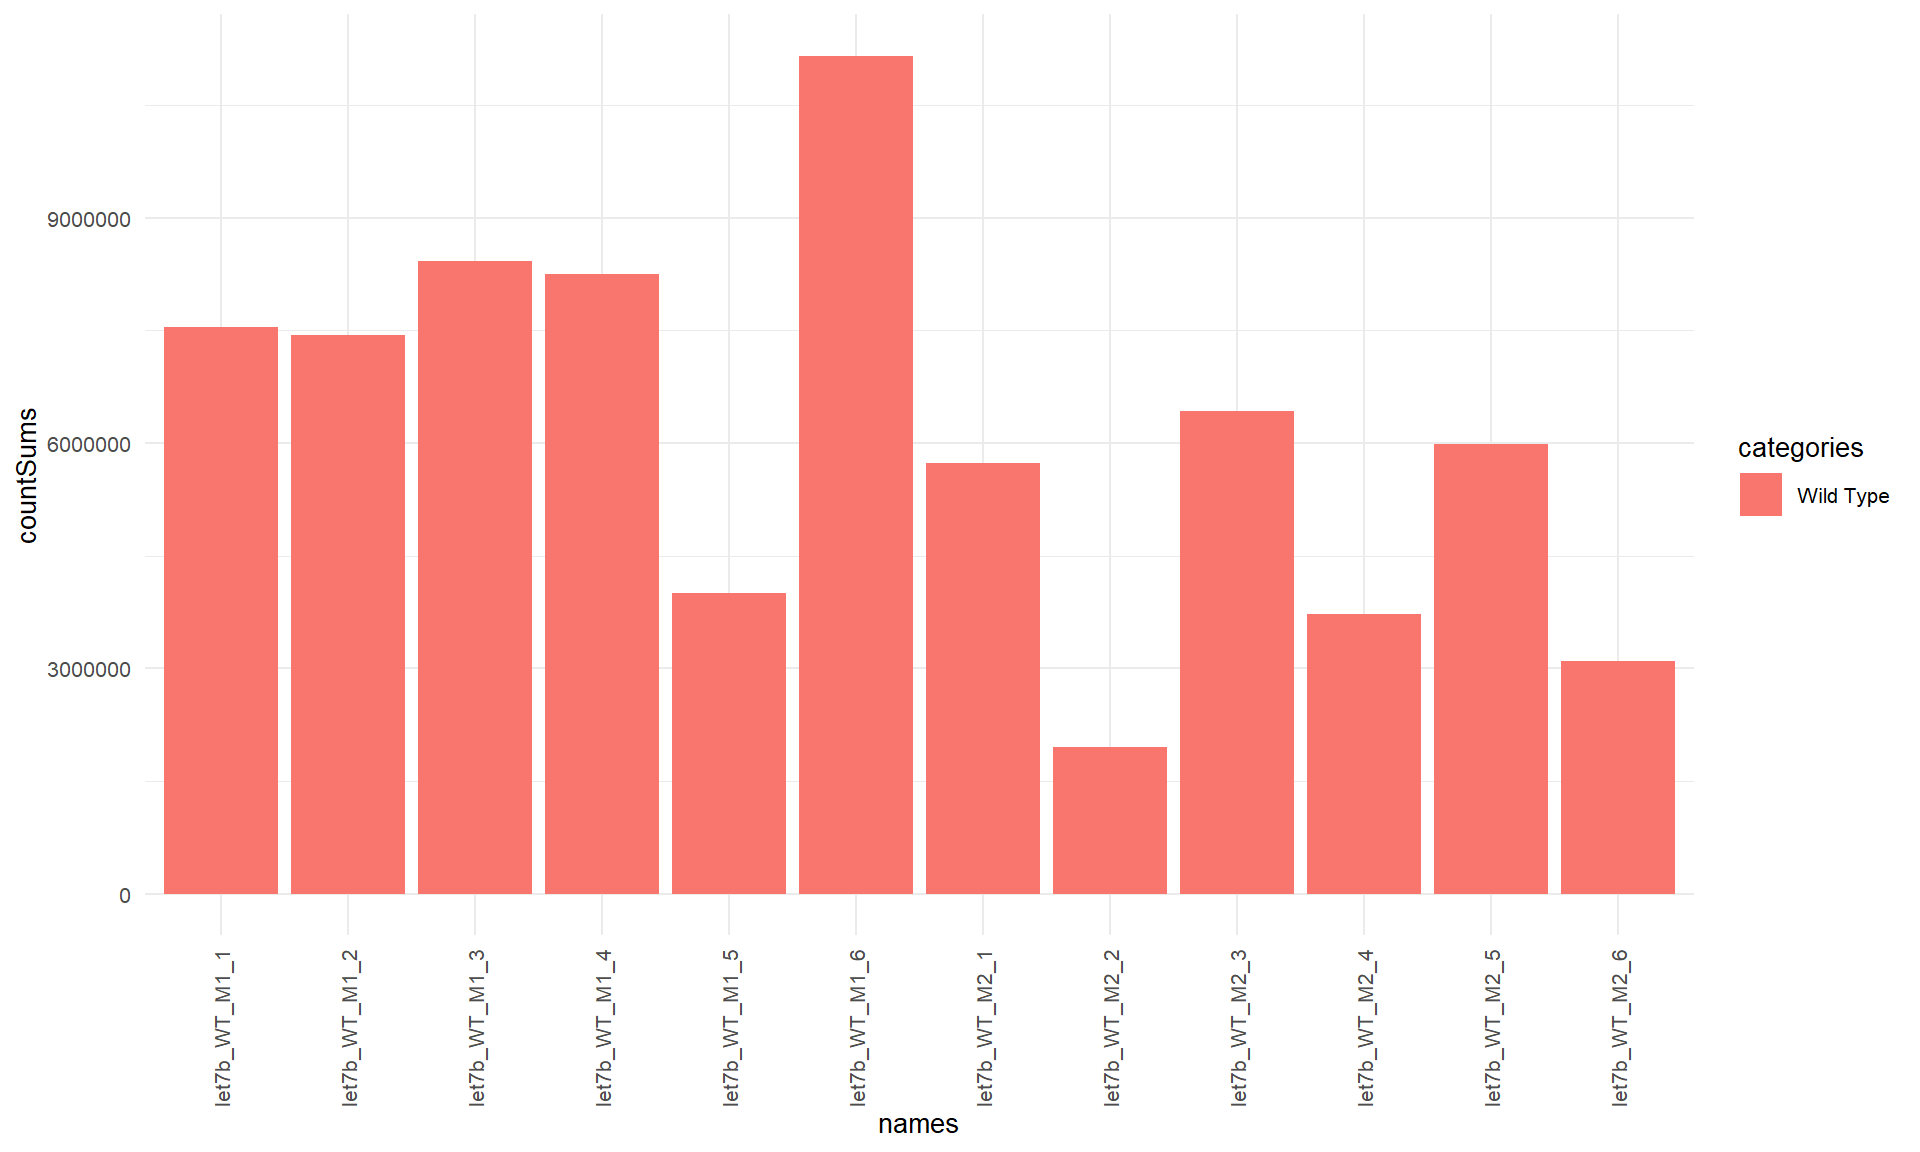 countSums
9000000
6000000
3000000
0
let7b_WT_M1_1
let7b_WT_M1_2
let7b_WT_M1_3
let7b_WT_M1_4
let7b_WT_M1_5
let7b_WT_M1_6
let7b_WT_M2_1
let7b_WT_M2_2
let7b_WT_M2_3
let7b_WT_M2_4
let7b_WT_M2_5
let7b_WT_M2_6
names
categories
Wild Type